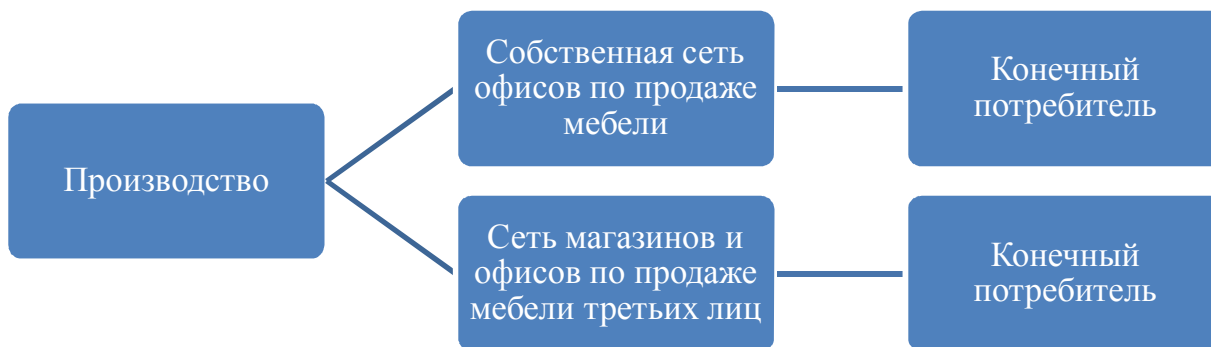 Производство
Собственная сеть
офисов по продаже
мебели
Конечный
потребитель
Сеть магазинов и
офисов по продаже
мебели третьих лиц
Конечный
потребитель